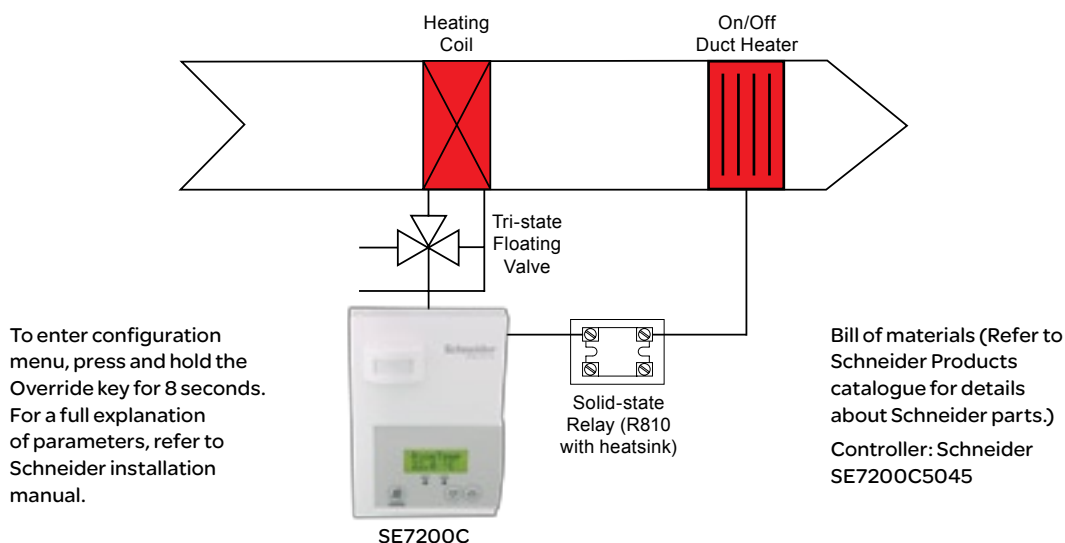 Heating
Coil
On/Off
Duct Heater
Tri-state
Floating
Valve
To enter configuration
menu, press and hold the
Override key for 8 seconds.
For a full explanation
of parameters, refer to
Schneider installation
manual.
Schneider
Solid-state
Relay (R810
with heatsink)
SE7200C
Bill of materials (Refer to
Schneider Products
catalogue for details
about Schneider parts.)
Controller: Schneider
SE7200C5045